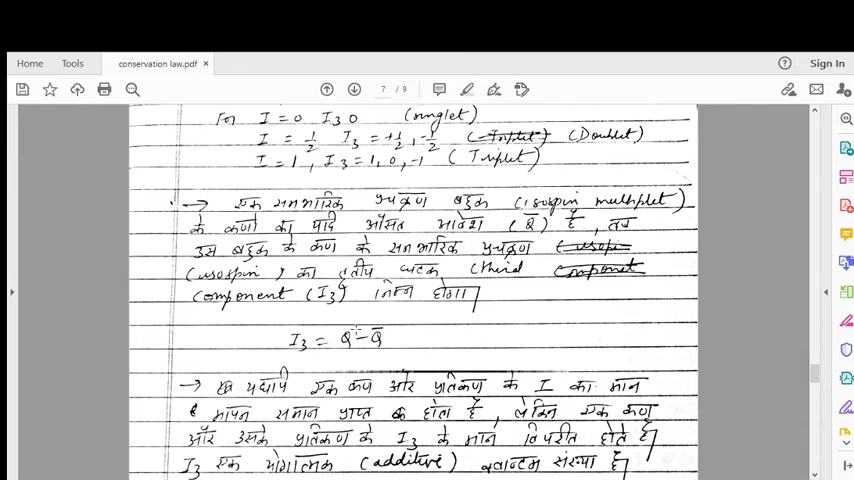 Home Tools conservation law.pdf × Sign In
7 / 9
For I = 0 I3 0 (singlet)
I = 1/2 I3 = +1/2, -1/2 (Triplet) (Doublet)
I = 1, I3 = 1, 0, -1 (Triplet)
→ एक समभारिक प्रचक्रण बहुक (isospin multiplet)
के कणों का यदि औसत आवेश (Q̄) है, तब
उस बहुक के कण के समभारिक प्रचक्रण
(isospin) का तृतीय घटक (third componet
component (I3) निम्न होगा
I3 = Q - Q̄
→ यद्यपि एक कण और प्रतिकण के I का मान
मापन समान प्राप्त होता है, लेकिन एक कण
और उसके प्रतिकण के I3 के मान विपरीत होते है
I3 एक योगात्मक (additive) क्वान्टम संख्या है